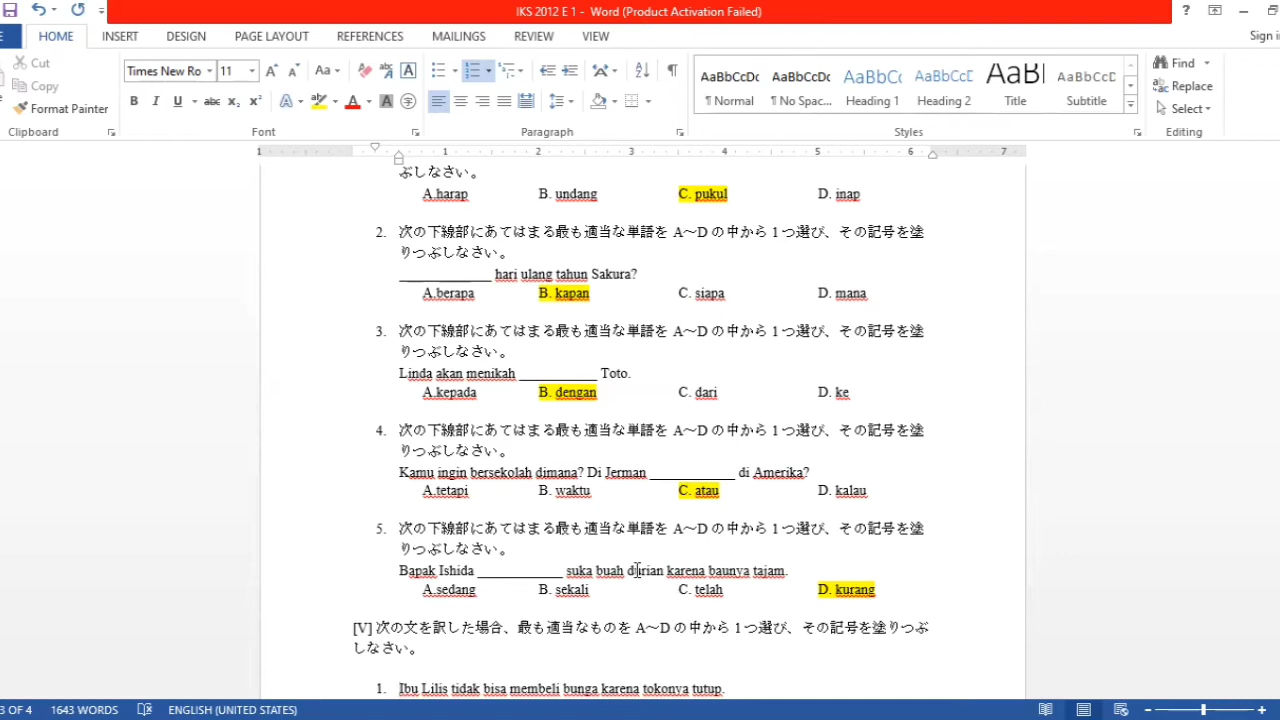 IKS 2012 E 1 - Word (Product Activation Failed)
HOME INSERT DESIGN PAGE LAYOUT REFERENCES MAILINGS REVIEW VIEW
Cut
Copy
Format Painter
Clipboard
Times New Ro 11
Font
Paragraph
AaBbCcDc AaBbCcDc AaBbCc AaBbCcD AaBl AaBbCcD
¶ Normal ¶ No Spac... Heading 1 Heading 2 Title Subtitle
Styles
Find
Replace
Select
Editing
1 1 2 3 4 5 6 7
ぶしなさい。
A.harap B. undang C. pukul D. inap
2. 次の下線部にあてはまる最も適当な単語を A～D の中から 1 つ選び、その記号を塗
りつぶしなさい。
_____________ hari ulang tahun Sakura?
A.berapa B. kapan C. siapa D. mana
3. 次の下線部にあてはまる最も適当な単語を A～D の中から 1 つ選び、その記号を塗
りつぶしなさい。
Linda akan menikah ___________ Toto.
A.kepada B. dengan C. dari D. ke
4. 次の下線部にあてはまる最も適当な単語を A～D の中から 1 つ選び、その記号を塗
りつぶしなさい。
Kamu ingin bersekolah dimana? Di Jerman ____________ di Amerika?
A.tetapi B. waktu C. atau D. kalau
5. 次の下線部にあてはまる最も適当な単語を A～D の中から 1 つ選び、その記号を塗
りつぶしなさい。
Bapak Ishida ____________ suka buah durian karena baunya tajam.
A.sedang B. sekali C. telah D. kurang
[V] 次の文を訳した場合、最も適当なものを A～D の中から 1 つ選び、その記号を塗りつぶ
しなさい。
1. Ibu Lilis tidak bisa membeli bunga karena tokonya tutup.
3 OF 4 1643 WORDS ENGLISH (UNITED STATES)